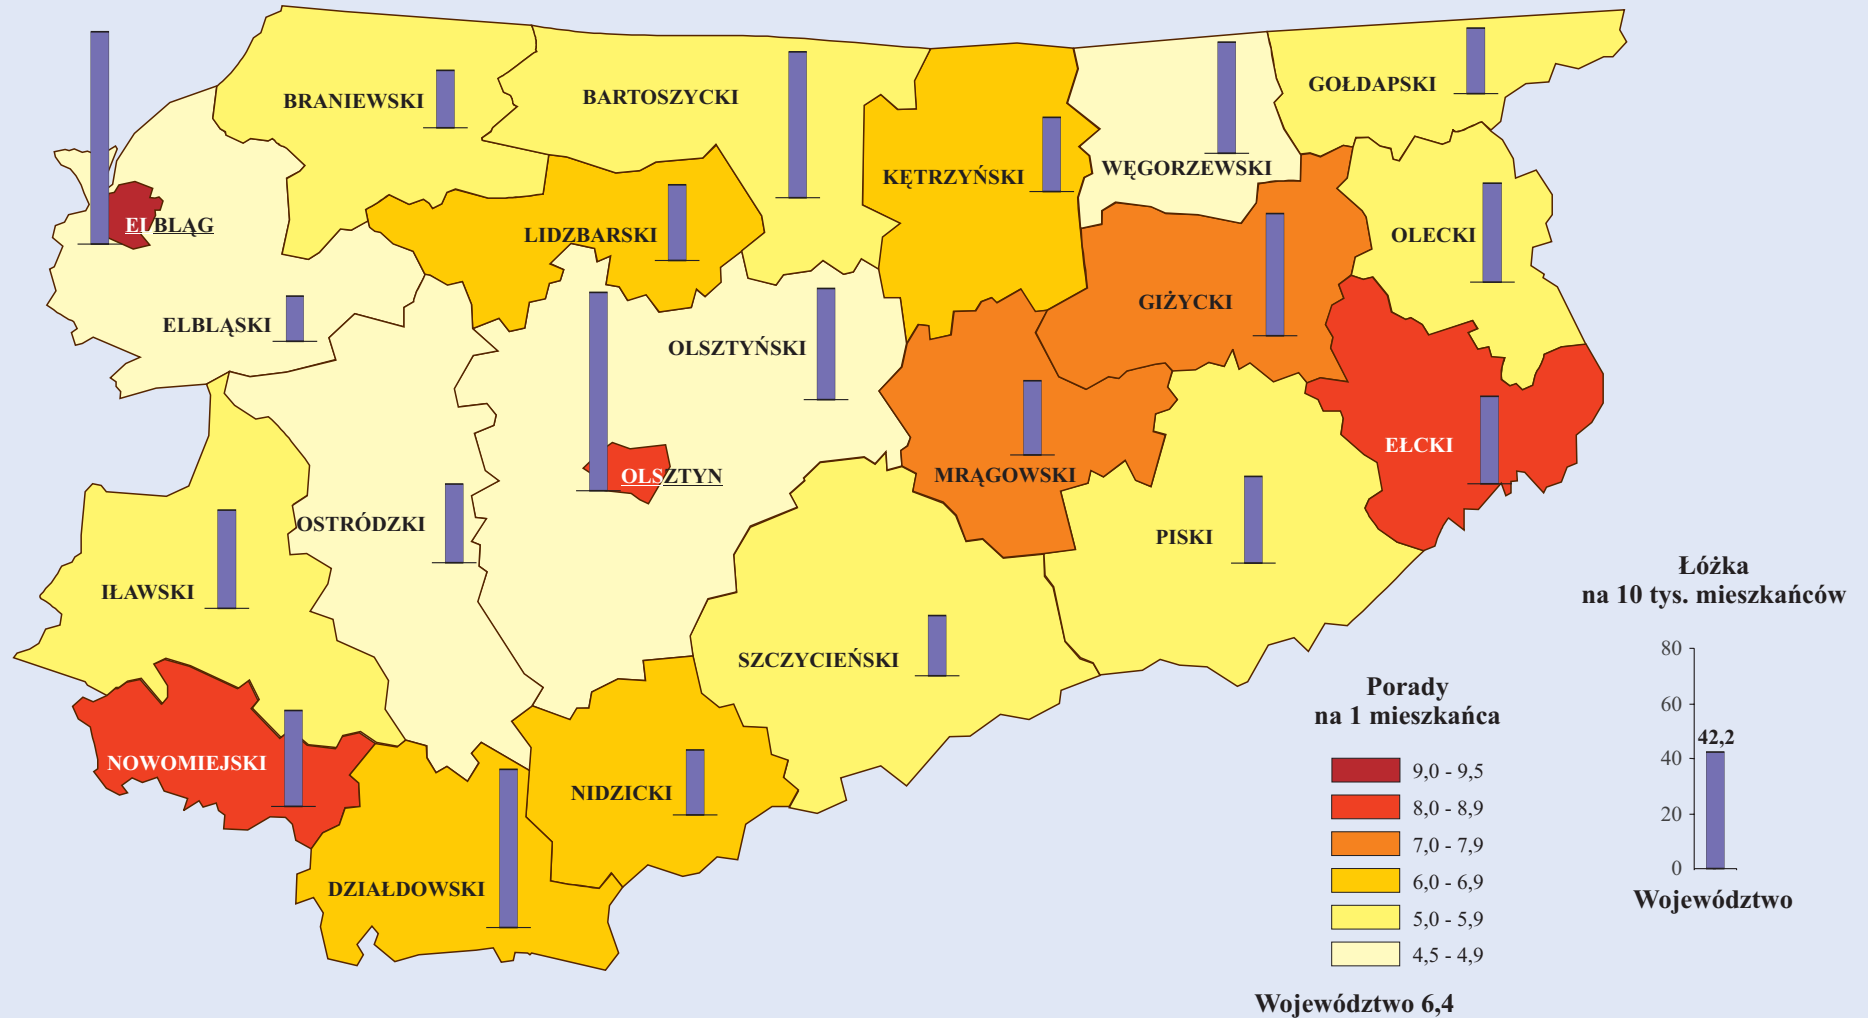 BRANIEWSKI
BARTOSZYCKI
GOŁDAPSKI
KĘTRZYŃSKI
WĘGORZEWSKI
ELBLĄG
LIDZBARSKI
OLECKI
ELBLĄSKI
GIŻYCKI
OLSZTYŃSKI
EŁCKI
OLSZTYN
MRĄGOWSKI
OSTRÓDZKI
PISKI
IŁAWSKI
SZCZYCIEŃSKI
NOWOMIEJSKI
NIDZICKI
DZIAŁDOWSKI
Porady
na 1 mieszkańca
9,0 - 9,5
8,0 - 8,9
7,0 - 7,9
6,0 - 6,9
5,0 - 5,9
4,5 - 4,9
Województwo 6,4
Łóżka
na 10 tys. mieszkańców
80
60
42,2
40
20
0
Województwo